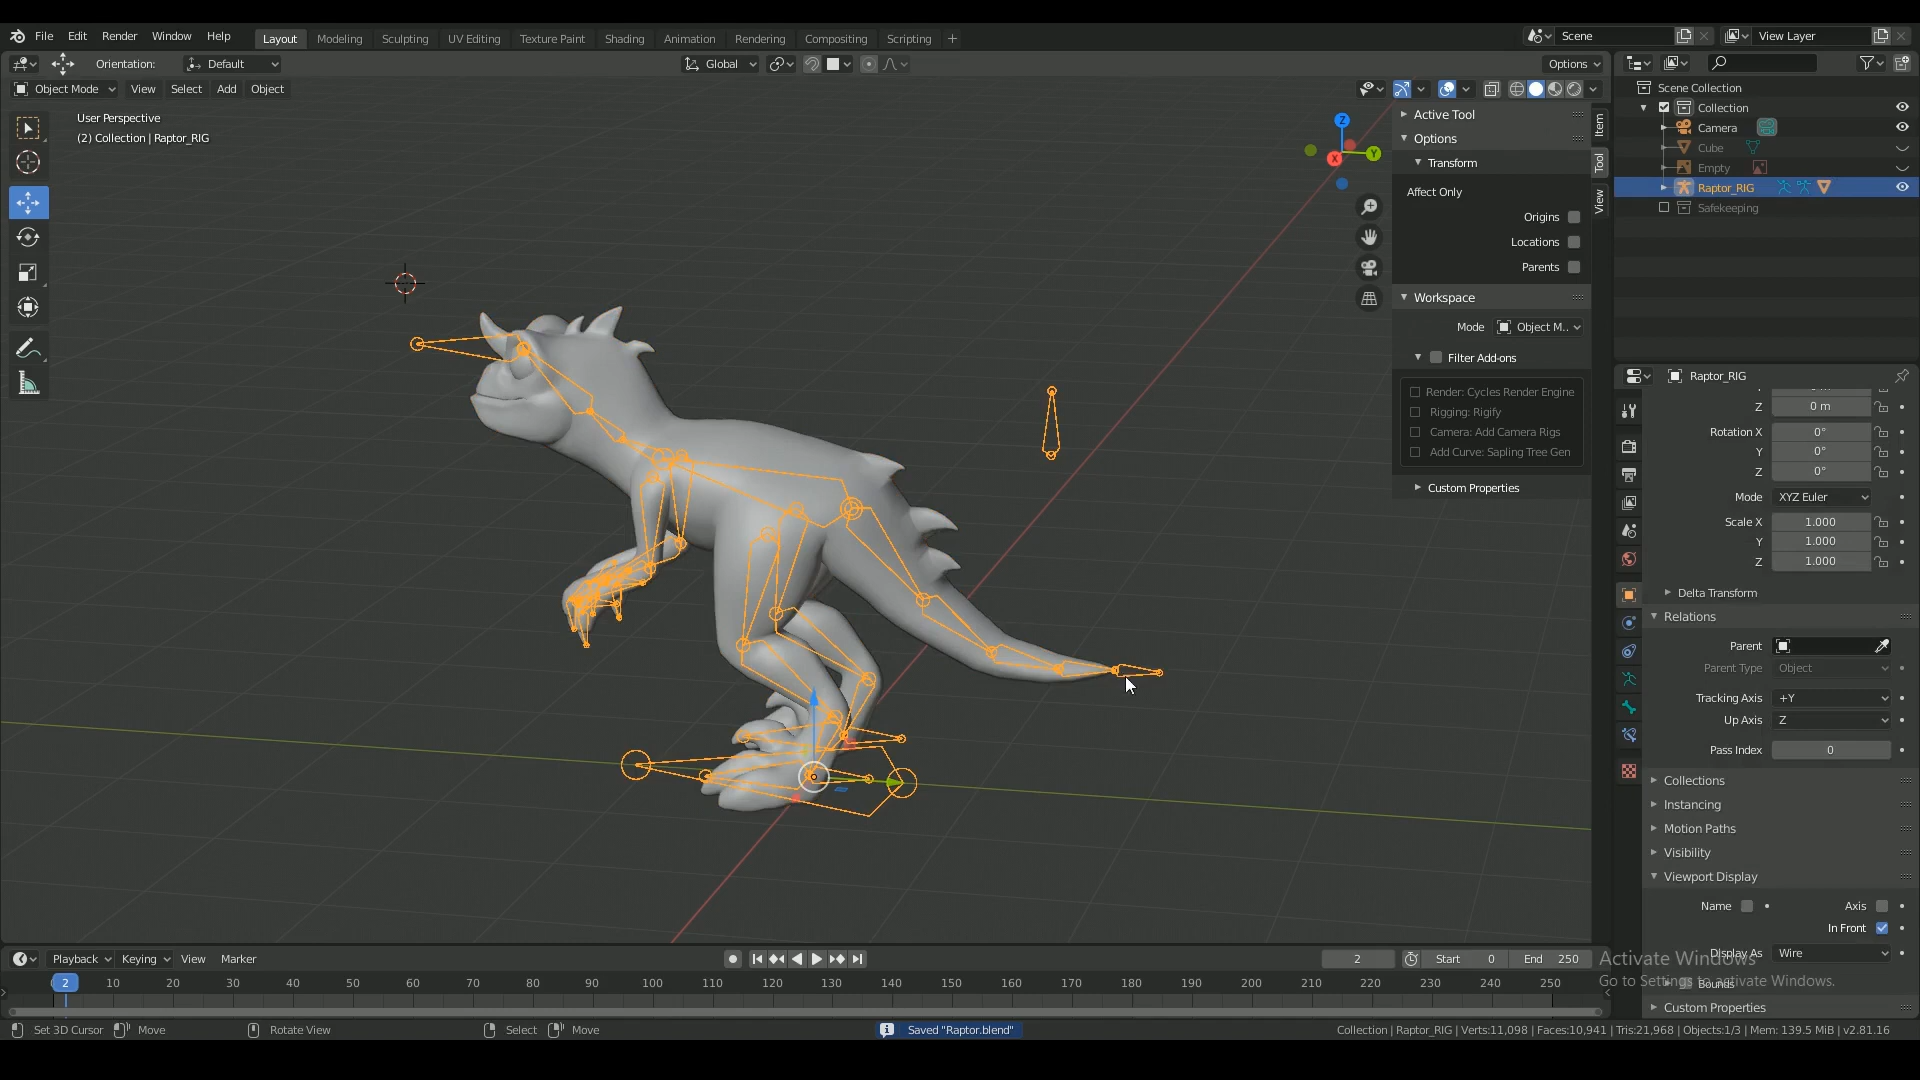 File Edit Render Window Help Layout Modeling Sculpting UV Editing Texture Paint Shading Animation Rendering Compositing Scripting + Scene View Layer
Orientation: Default Global Options
Object Mode View Select Add Object
User Perspective
(2) Collection | Raptor_RIG
Z
Y
X
Active Tool
Options
Transform
Affect Only
Origins
Locations
Parents
Workspace
Mode Object M..
Filter Add-ons
Render: Cycles Render Engine
Rigging: Rigify
Camera: Add Camera Rigs
Add Curve: Sapling Tree Gen
Custom Properties
Item
Tool
View
Scene Collection
Collection
Camera
Cube
Empty
Raptor_RIG
Safekeeping
Raptor_RIG
Z 0 m
Rotation X 0°
Y 0°
Z 0°
Mode XYZ Euler
Scale X 1.000
Y 1.000
Z 1.000
Delta Transform
Relations
Parent
Parent Type Object
Tracking Axis +Y
Up Axis Z
Pass Index 0
Collections
Instancing
Motion Paths
Visibility
Viewport Display
Name Axis
In Front
Display As Wire
Bounds
Custom Properties
Activate Windows
Go to Settings to activate Windows.
Playback Keying View Marker 2 Start 0 End 250
2 10 20 30 40 50 60 70 80 90 100 110 120 130 140 150 160 170 180 190 200 210 220 230 240 250
Set 3D Cursor Move Rotate View Select Move Saved "Raptor.blend" Collection | Raptor_RIG | Verts:11,098 | Faces:10,941 | Tris:21,968 | Objects:1/3 | Mem: 139.5 MiB | v2.81.16